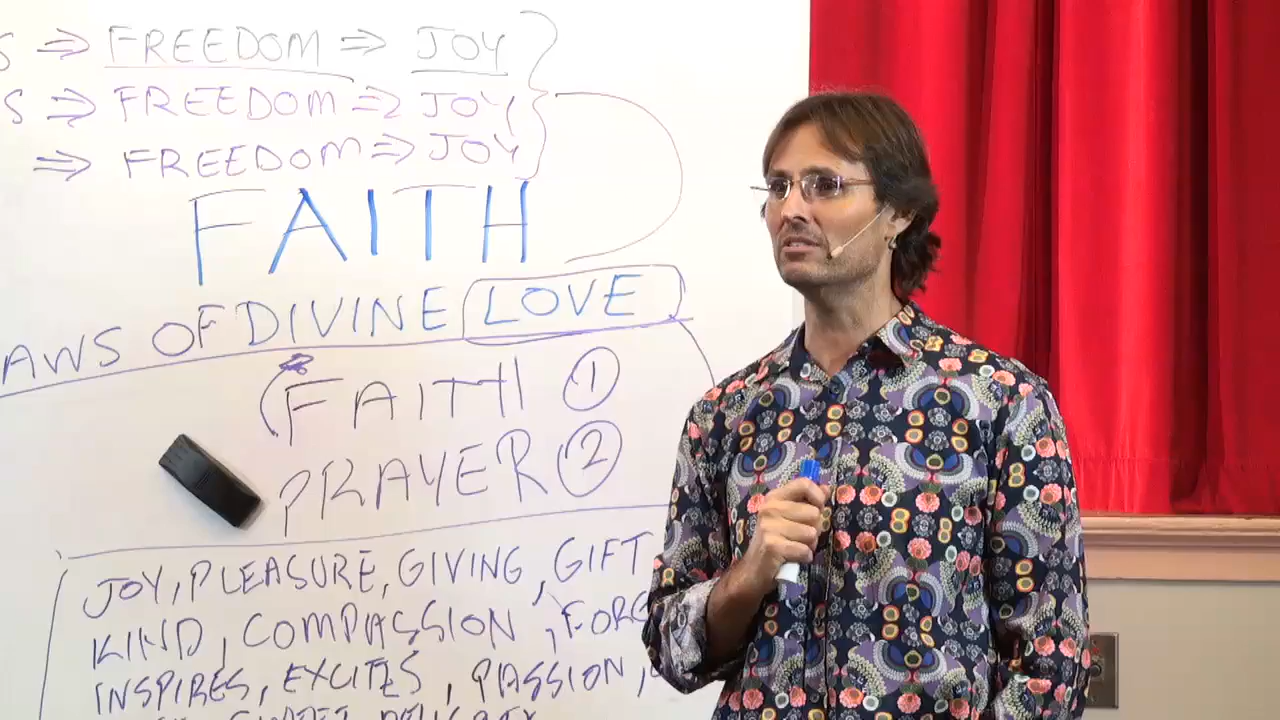 S ⇒ FREEDOM ⇒ JOY
S ⇒ FREEDOM ⇒ JOY
⇒ FREEDOM ⇒ JOY
FAITH
LAWS OF DIVINE LOVE
(FAITH 1
PRAYER 2
JOY, PLEASURE, GIVING, GIFT
KIND, COMPASSION, FORG
INSPIRES, EXCITES, PASSION,